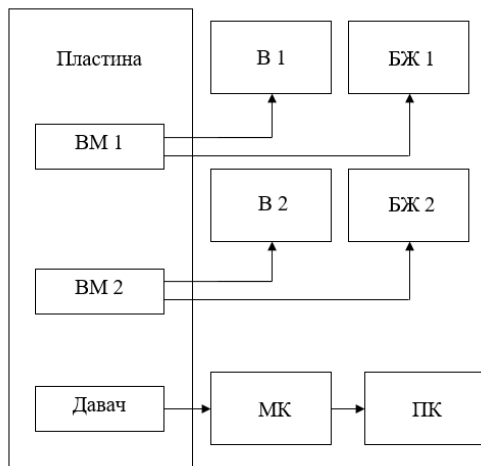 Пластина
В 1
БЖ 1
ВМ 1
В 2
БЖ 2
ВМ 2
Давач
МК
ПК